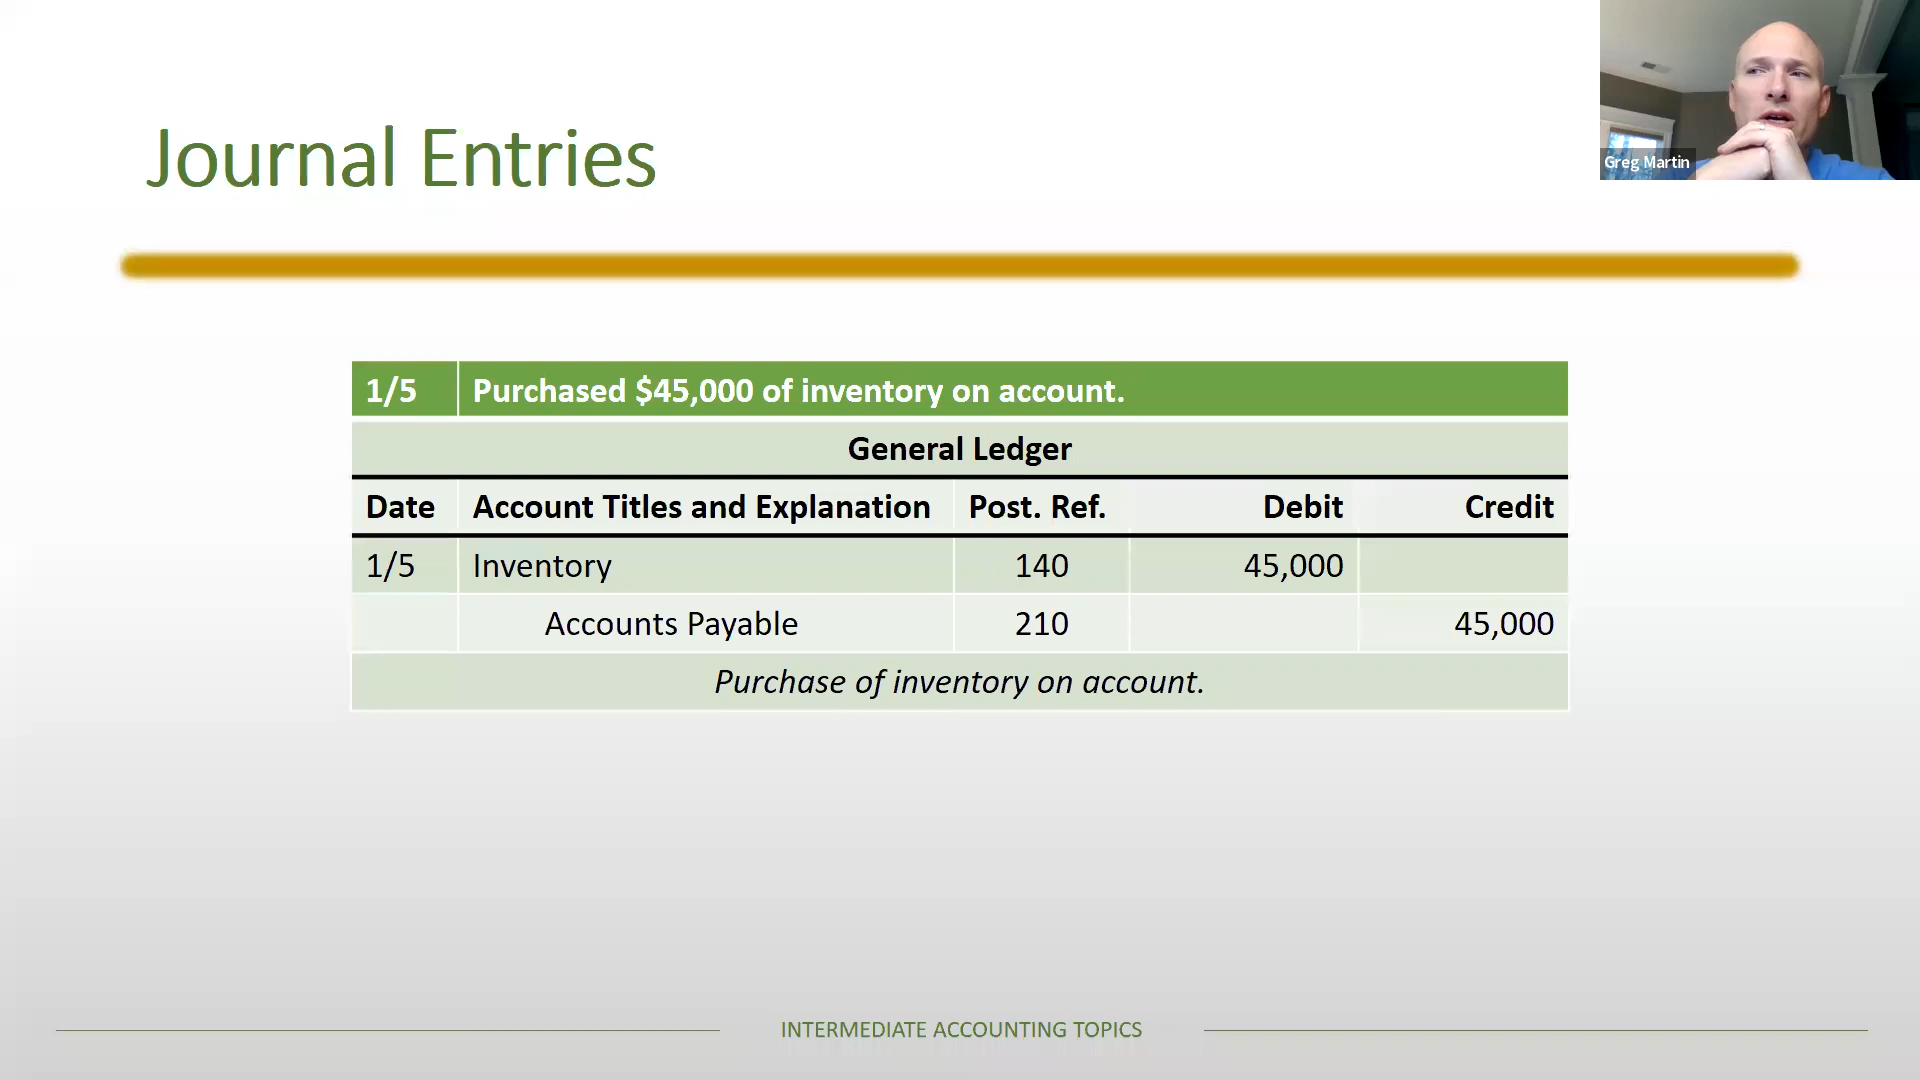 Greg Martin
Journal Entries
1/5 Purchased $45,000 of inventory on account.
General Ledger
Date Account Titles and Explanation Post. Ref. Debit Credit
1/5 Inventory 140 45,000
Accounts Payable 210 45,000
Purchase of inventory on account.
INTERMEDIATE ACCOUNTING TOPICS